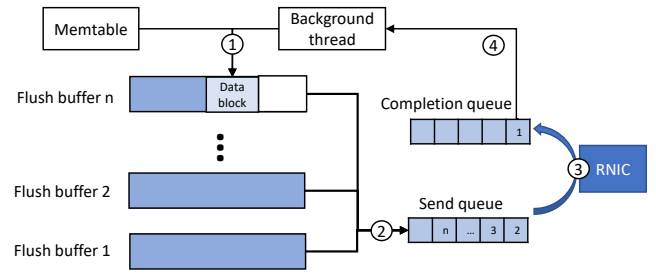 Memtable
Background
thread
1
4
Flush buffer n
Data
block
Completion queue
1
RNIC
3
Flush buffer 2
Send queue
2
n ... 3 2
Flush buffer 1